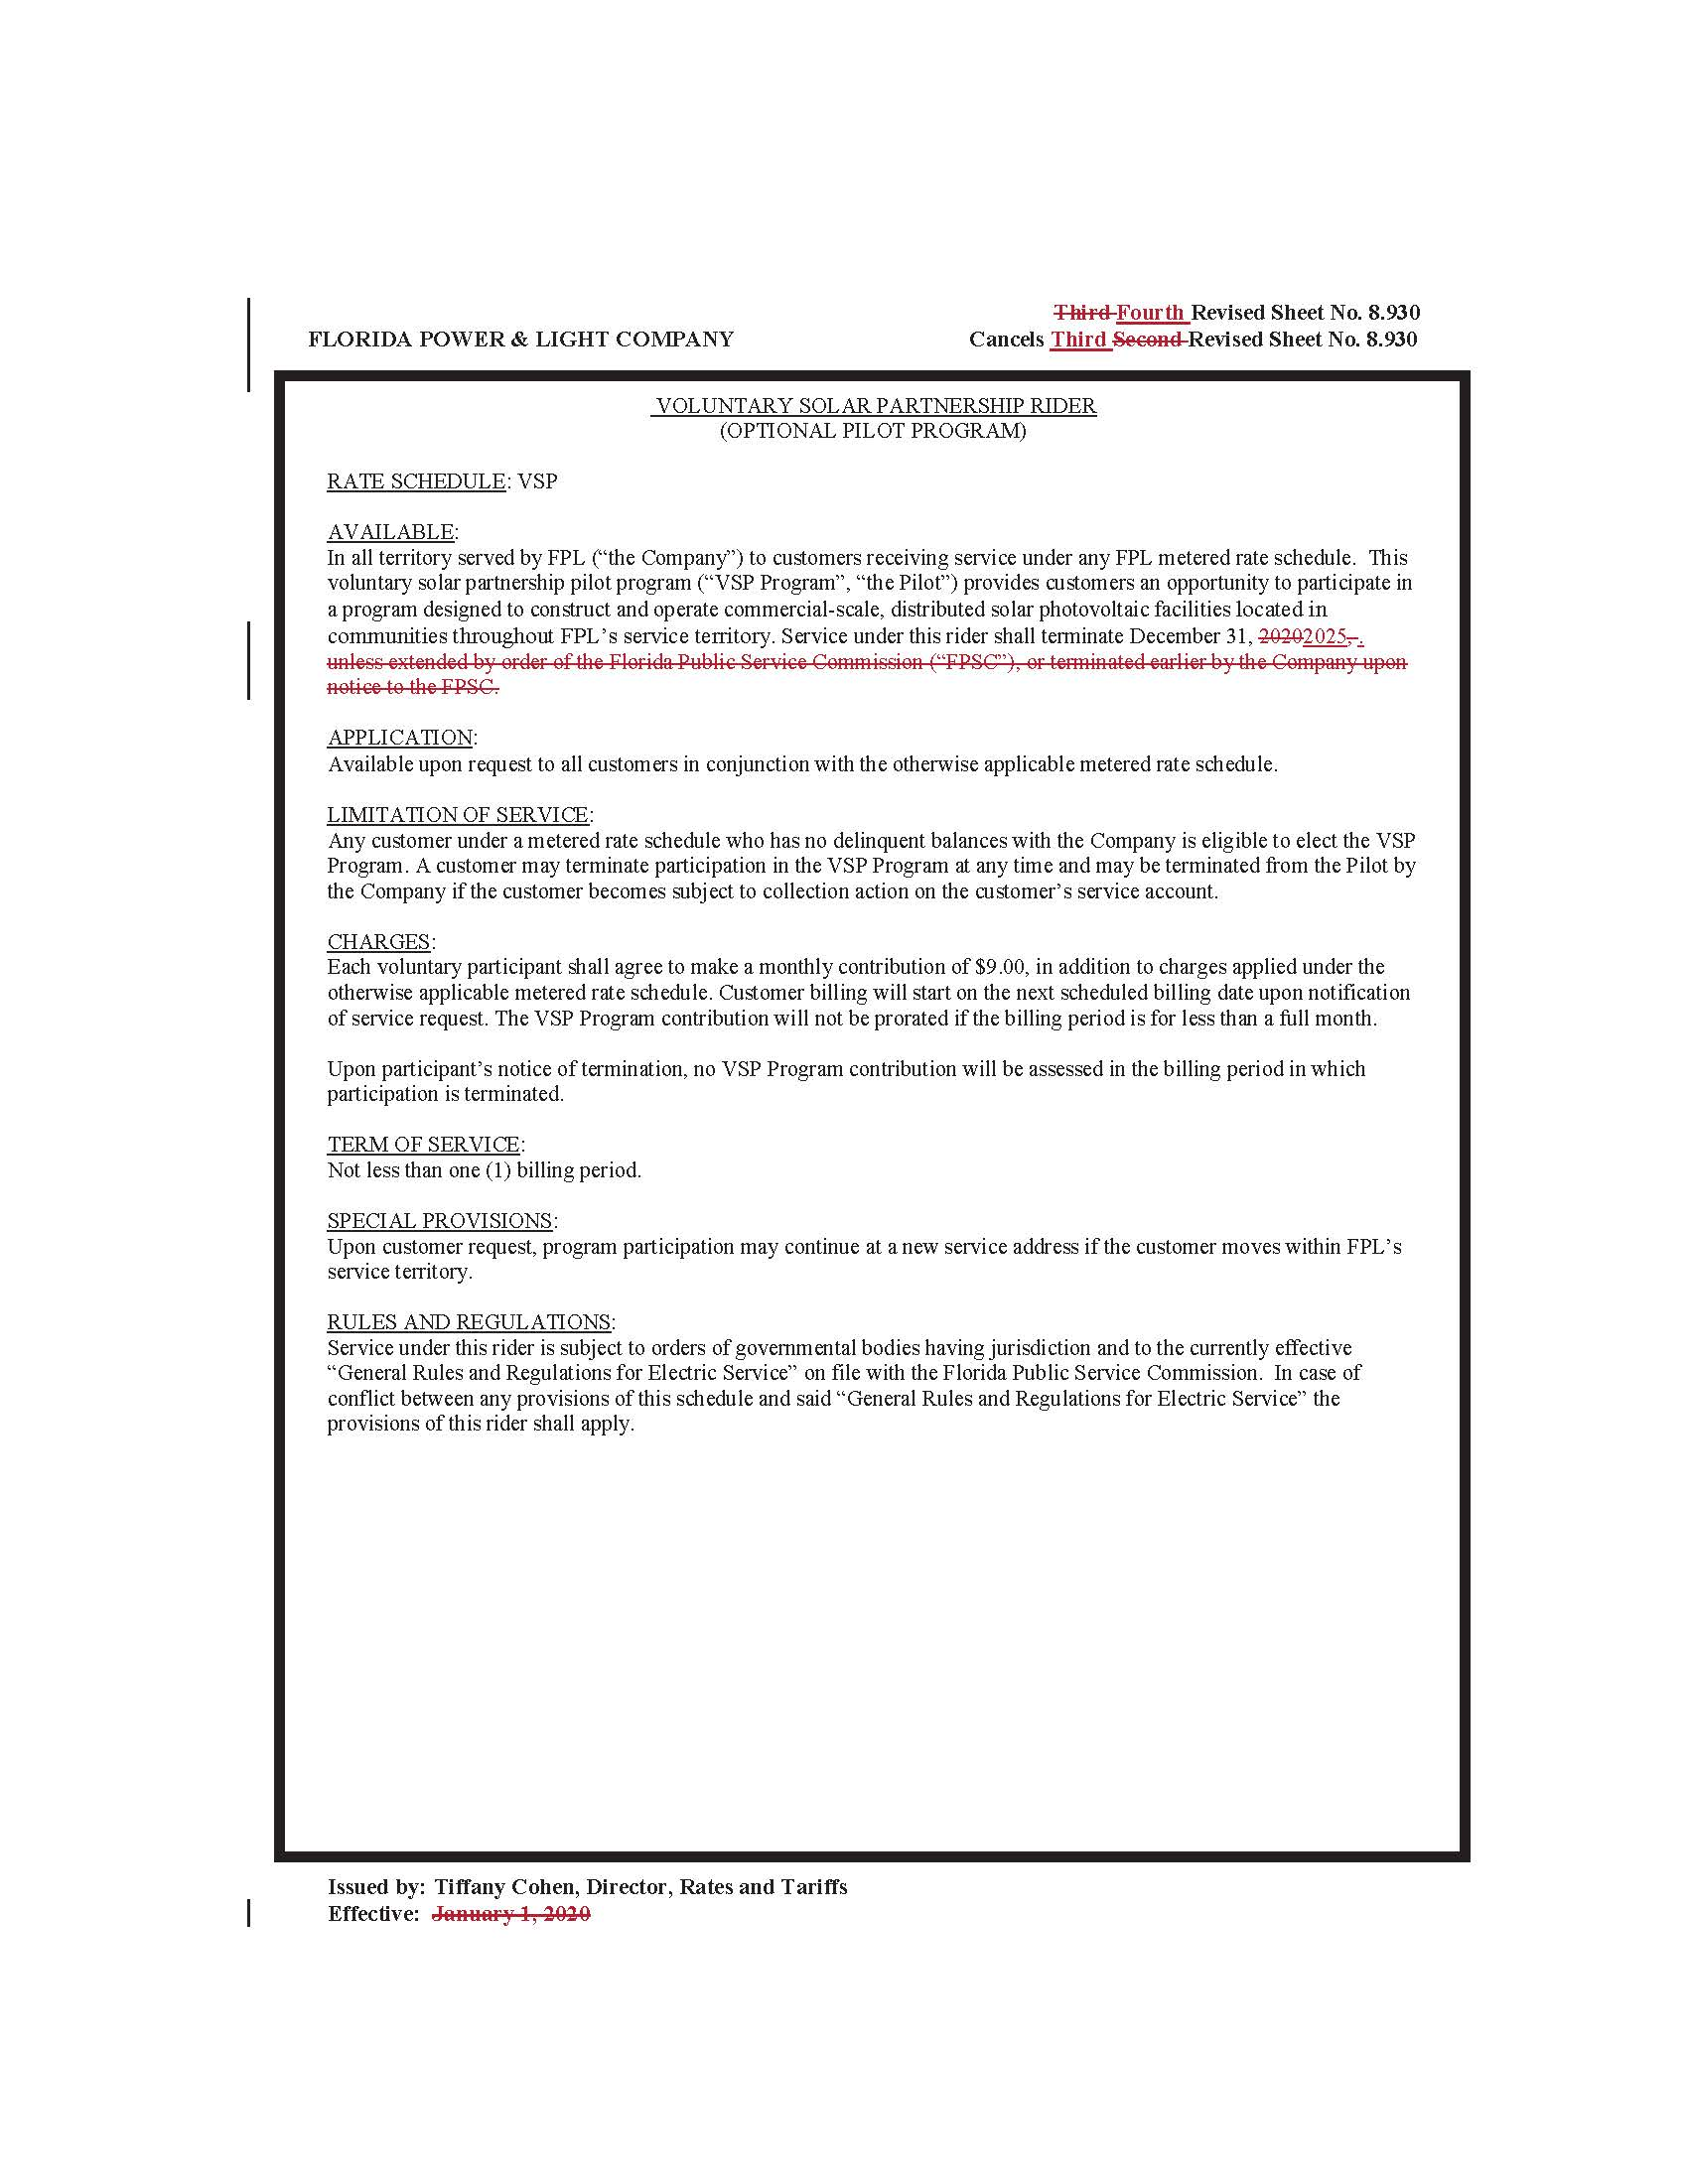 Third Fourth Revised Sheet No. 8.930
FLORIDA POWER & LIGHT COMPANY Cancels Third Second Revised Sheet No. 8.930
VOLUNTARY SOLAR PARTNERSHIP RIDER
(OPTIONAL PILOT PROGRAM)
RATE SCHEDULE: VSP
AVAILABLE:
In all territory served by FPL (“the Company”) to customers receiving service under any FPL metered rate schedule. This
voluntary solar partnership pilot program (“VSP Program”, “the Pilot”) provides customers an opportunity to participate in
a program designed to construct and operate commercial-scale, distributed solar photovoltaic facilities located in
communities throughout FPL’s service territory. Service under this rider shall terminate December 31, 20202025, .
unless extended by order of the Florida Public Service Commission (“FPSC”), or terminated earlier by the Company upon
notice to the FPSC.
APPLICATION:
Available upon request to all customers in conjunction with the otherwise applicable metered rate schedule.
LIMITATION OF SERVICE:
Any customer under a metered rate schedule who has no delinquent balances with the Company is eligible to elect the VSP
Program. A customer may terminate participation in the VSP Program at any time and may be terminated from the Pilot by
the Company if the customer becomes subject to collection action on the customer’s service account.
CHARGES:
Each voluntary participant shall agree to make a monthly contribution of $9.00, in addition to charges applied under the
otherwise applicable metered rate schedule. Customer billing will start on the next scheduled billing date upon notification
of service request. The VSP Program contribution will not be prorated if the billing period is for less than a full month.
Upon participant’s notice of termination, no VSP Program contribution will be assessed in the billing period in which
participation is terminated.
TERM OF SERVICE:
Not less than one (1) billing period.
SPECIAL PROVISIONS:
Upon customer request, program participation may continue at a new service address if the customer moves within FPL’s
service territory.
RULES AND REGULATIONS:
Service under this rider is subject to orders of governmental bodies having jurisdiction and to the currently effective
“General Rules and Regulations for Electric Service” on file with the Florida Public Service Commission. In case of
conflict between any provisions of this schedule and said “General Rules and Regulations for Electric Service” the
provisions of this rider shall apply.
Issued by: Tiffany Cohen, Director, Rates and Tariffs
Effective: January 1, 2020